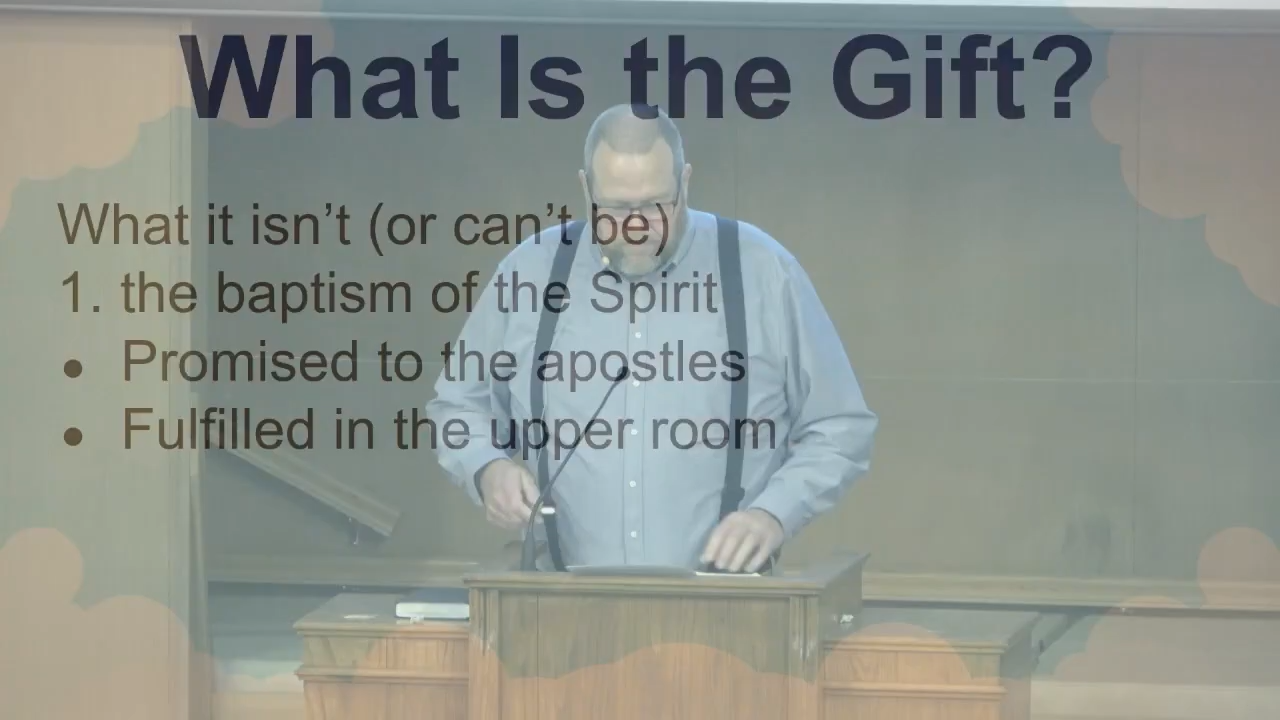 What Is the Gift?
What it isn’t (or can’t be)
1. the baptism of the Spirit
● Promised to the apostles
● Fulfilled in the upper room